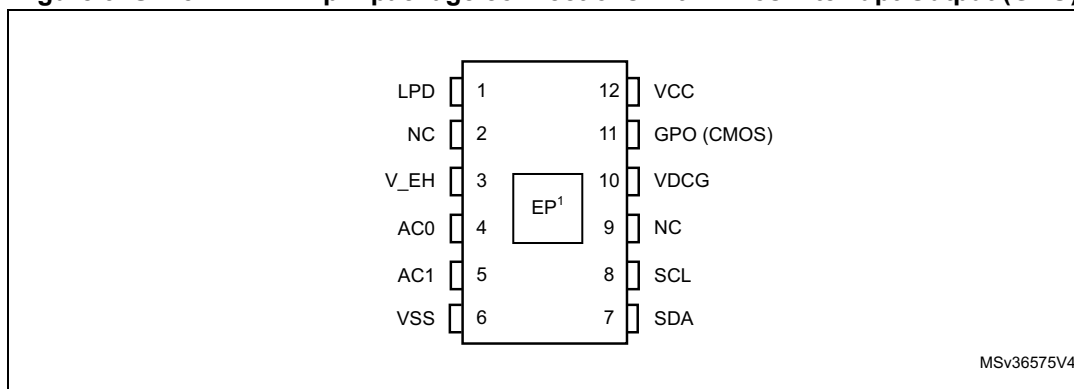 LPD 1 12 VCC
NC 2 11 GPO (CMOS)
V_EH 3 10 VDCG
EP1
AC0 4 9 NC
AC1 5 8 SCL
VSS 6 7 SDA
MSv36575V4